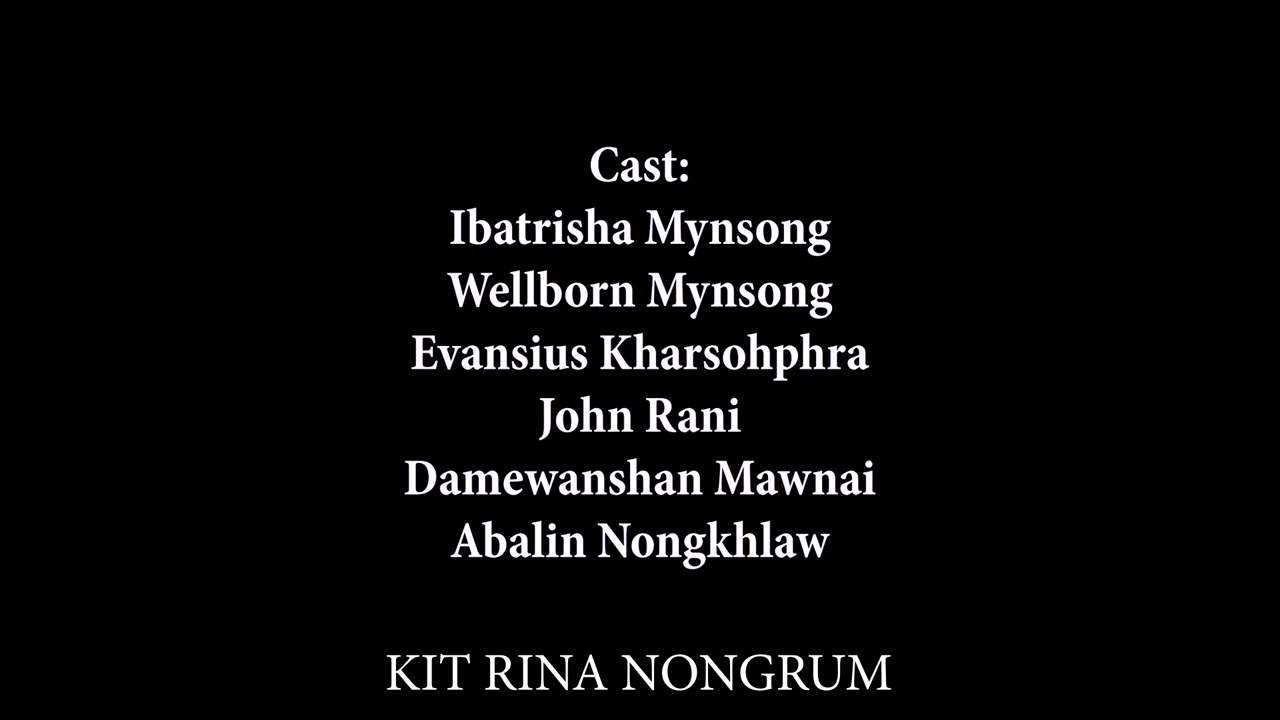 Cast:
Ibatrisha Mynsong
Wellborn Mynsong
Evansius Kharsohphra
John Rani
Damewanshan Mawnai
Abalin Nongkhlaw
KIT RINA NONGRUM